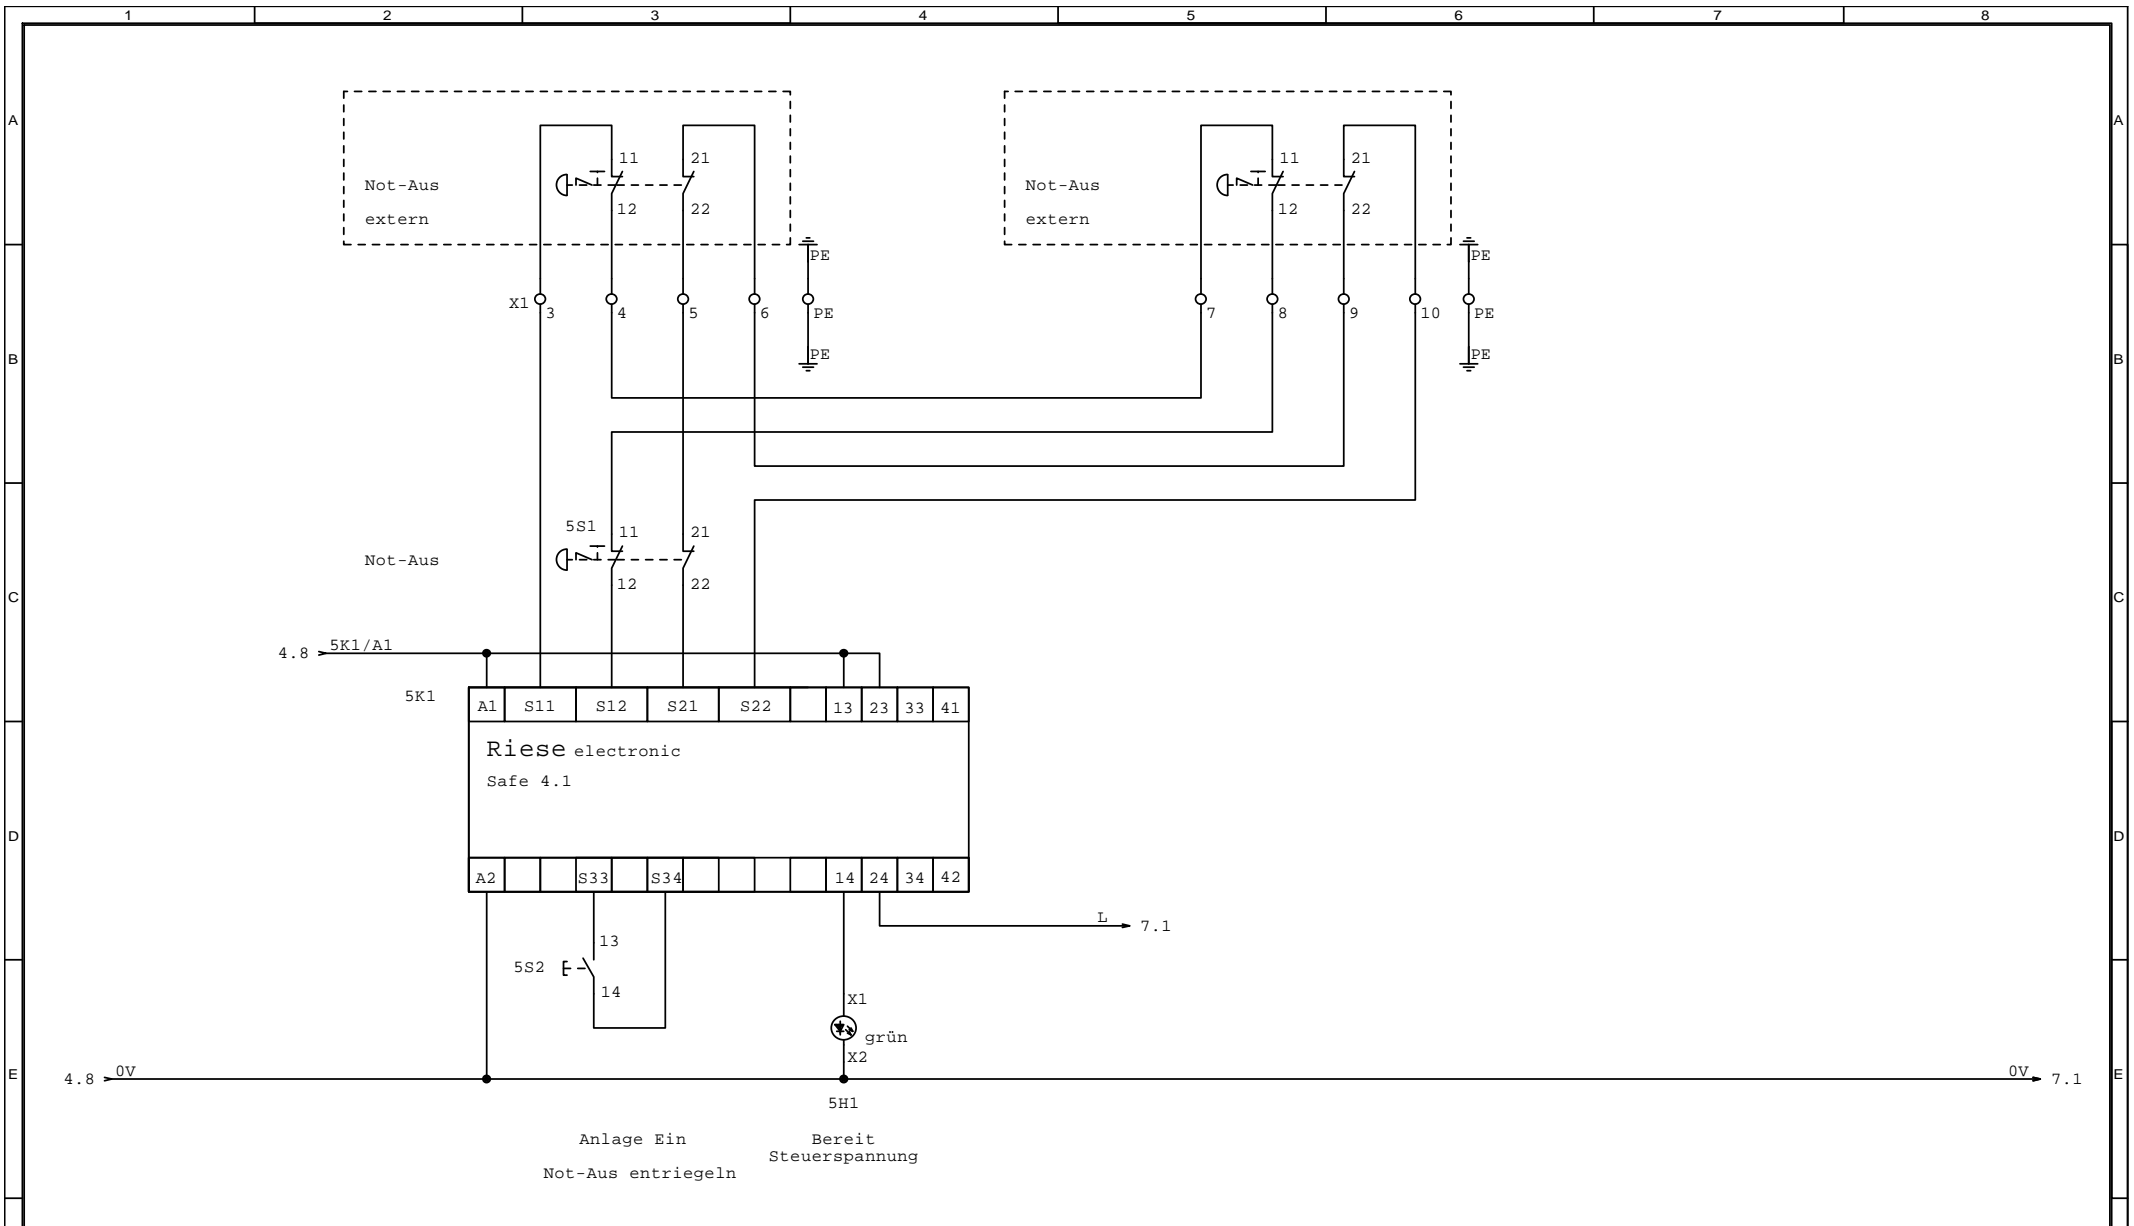 1 2 3 4 5 6 7 8
A A
11 21 11 21
Not-Aus Not-Aus
12 22 12 22
extern extern
PE PE
X1 3 4 5 6 PE 7 8 9 10 PE
B PE PE B
5S1 11 21
Not-Aus
12 22
C C
4.8 5K1/A1
5K1 A1 S11 S12 S21 S22 13 23 33 41
Riese electronic
Safe 4.1
D D
A2 S33 S34 14 24 34 42
L 7.1
13
5S2
14
X1
grün
X2
4.8 0V 0V 7.1
E E
5H1
Anlage Ein Bereit
Steuerspannung
Not-Aus entriegeln